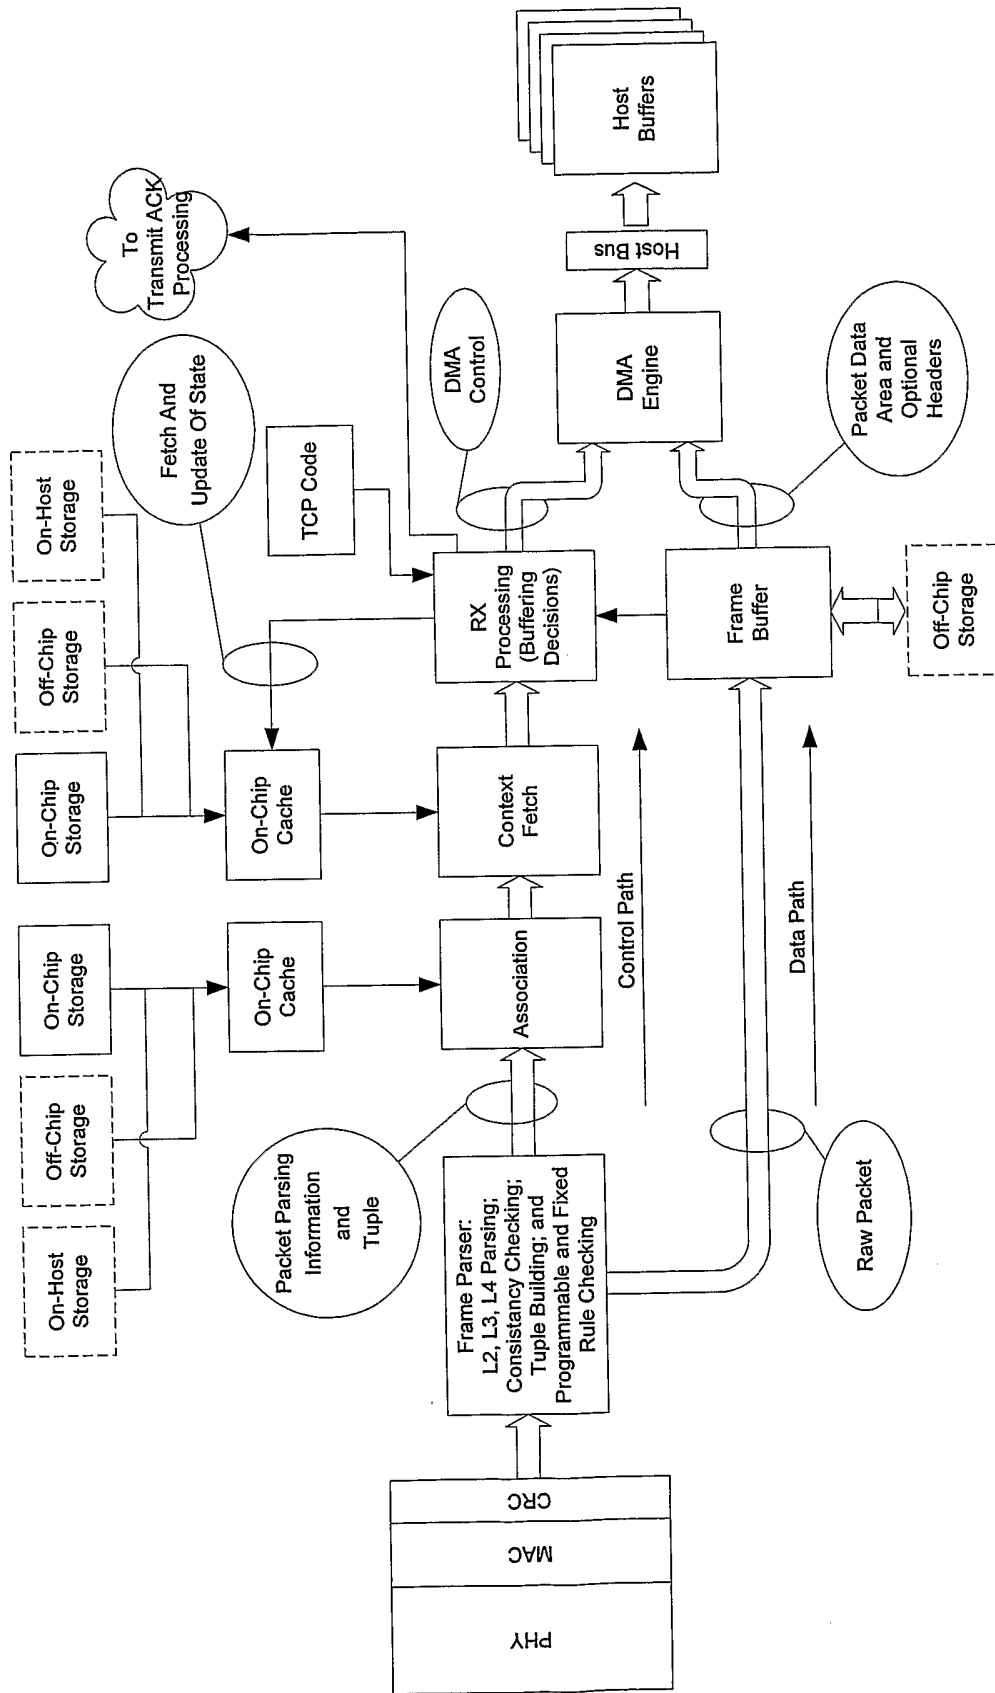 On-Host
Storage
Off-Chip
Storage
On-Chip
Storage
On-Chip
Storage
Off-Chip
Storage
On-Host
Storage
Fetch And
Update Of State
To
Transmit ACK
Processing
On-Chip
Cache
On-Chip
Cache
TCP Code
DMA
Control
Packet Parsing
Information
and
Tuple
PHY
MAC
CRC
Frame Parser:
L2, L3, L4 Parsing;
Consistancy Checking;
Tuple Building; and
Programmable and Fixed
Rule Checking
Association
Context
Fetch
RX
Processing
(Buffering
Decisions)
DMA
Engine
Host Bus
Host
Buffers
Control Path
Data Path
Raw Packet
Frame
Buffer
Packet Data
Area and
Optional
Headers
Off-Chip
Storage